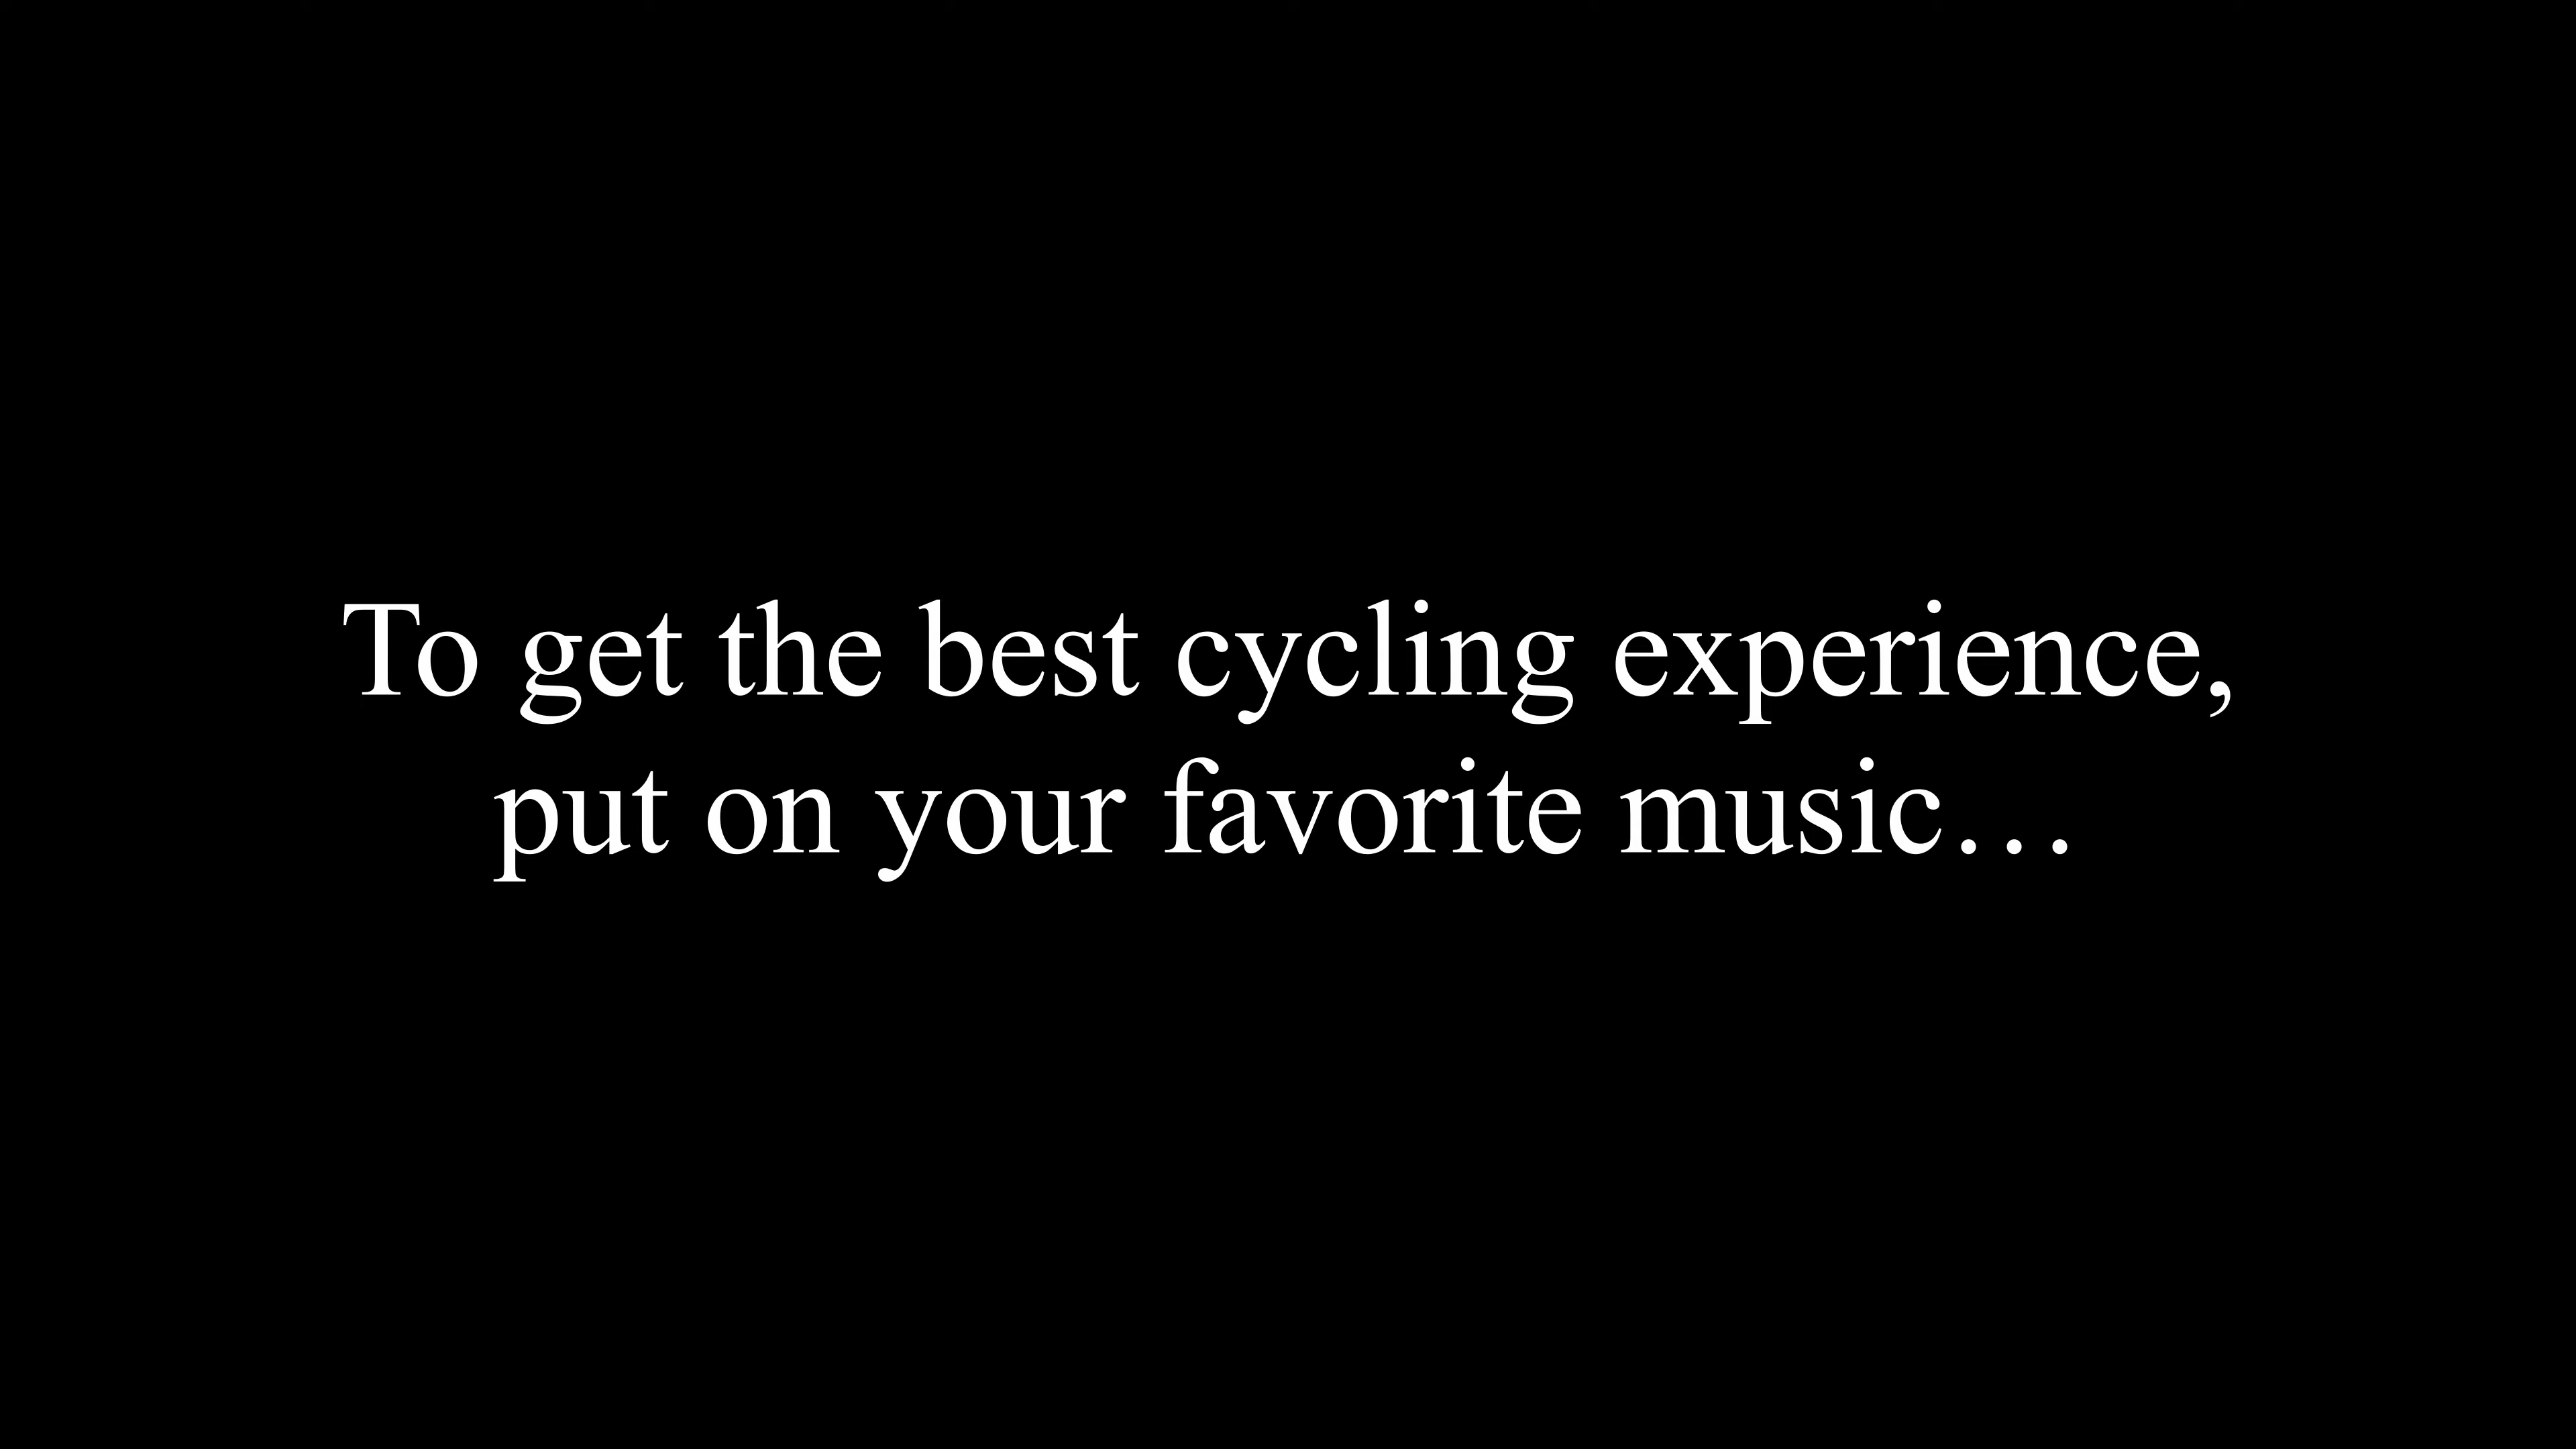 To get the best cycling experience,
put on your favorite music…